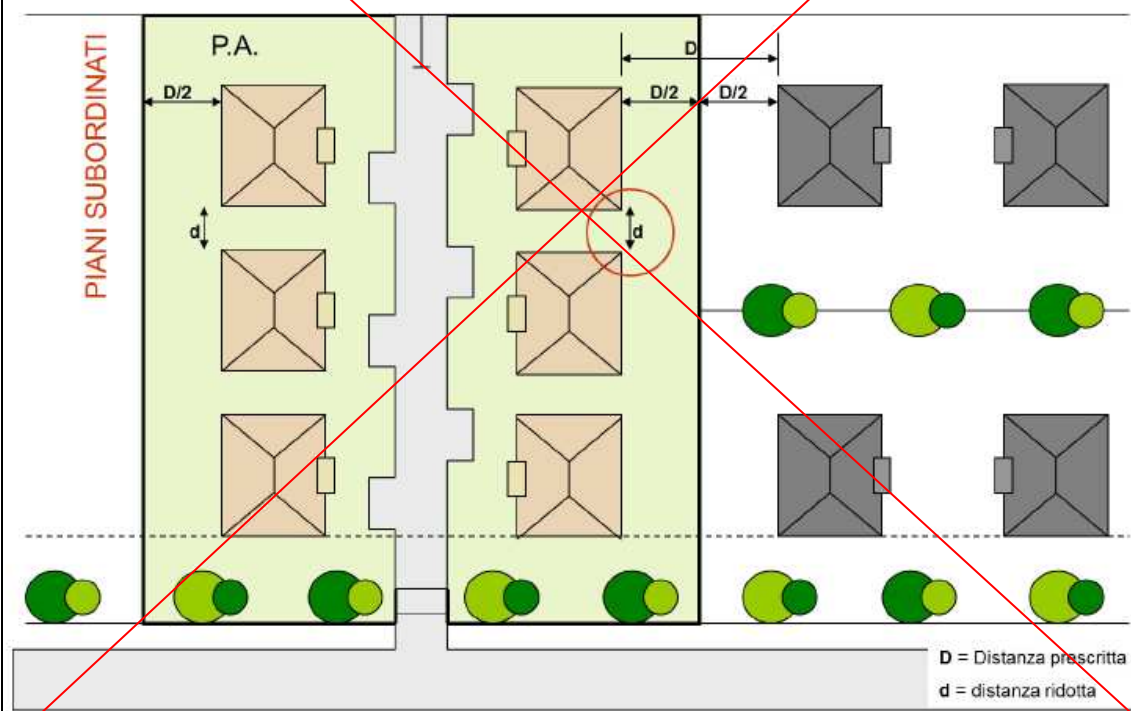 PIANI SUBORDINATI
P.A.
D
D/2
D/2
D/2
d
d
D = Distanza prescritta
d = distanza ridotta